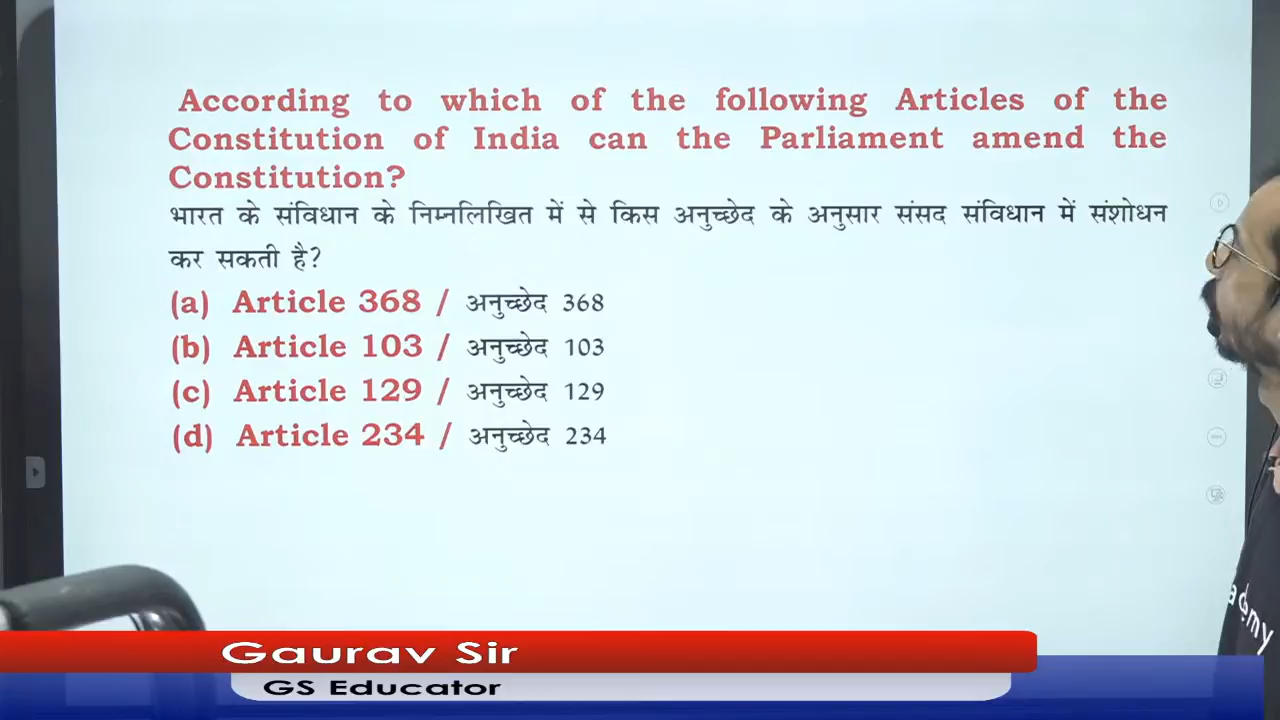 According to which of the following Articles of the
Constitution of India can the Parliament amend the
Constitution?
भारत के संविधान के निम्नलिखित में से किस अनुच्छेद के अनुसार संसद संविधान में संशोधन
कर सकती है?
(a) Article 368 / अनुच्छेद 368
(b) Article 103 / अनुच्छेद 103
(c) Article 129 / अनुच्छेद 129
(d) Article 234 / अनुच्छेद 234
ademy
Gaurav Sir
GS Educator